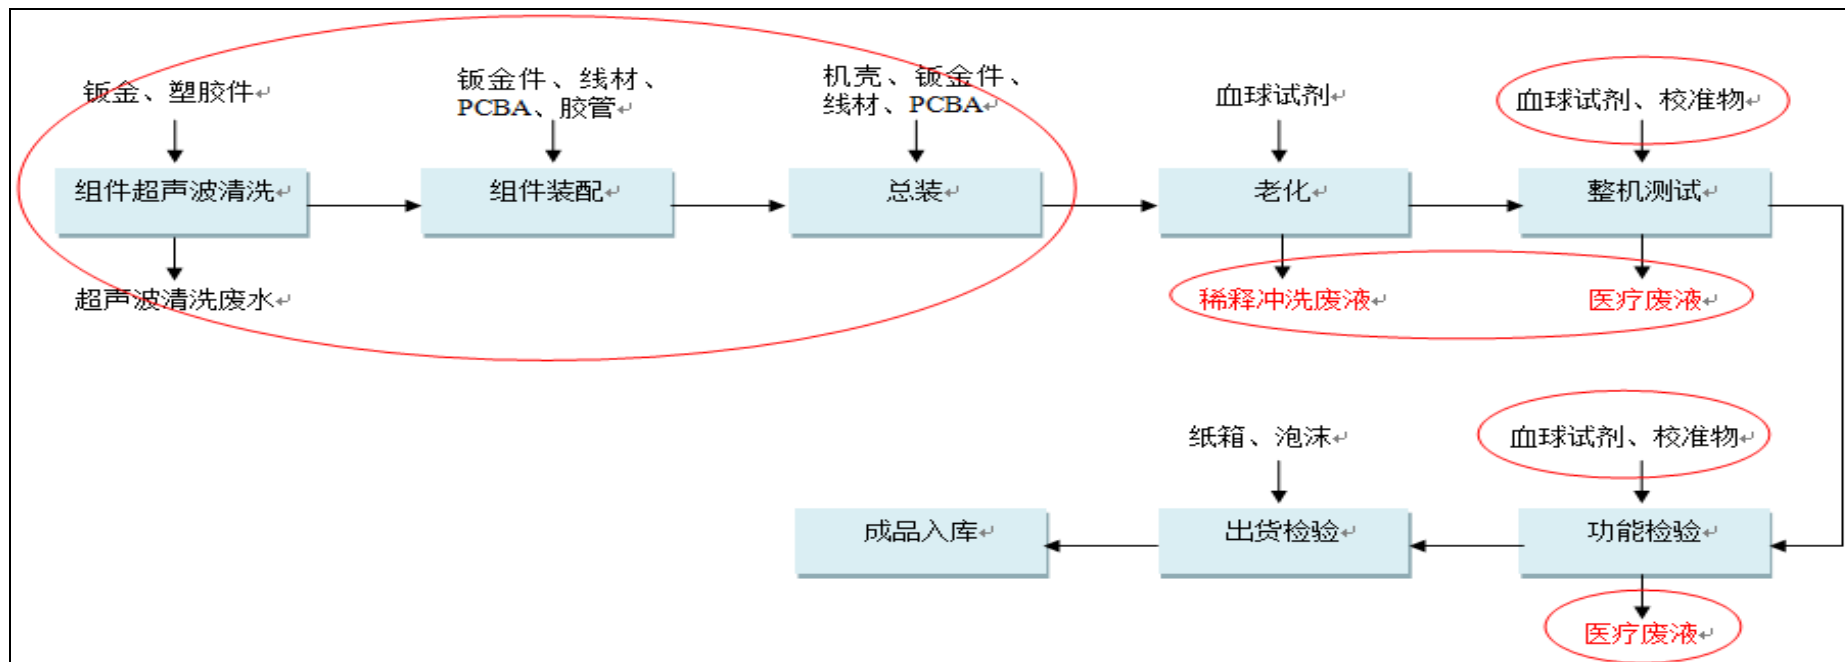 钣金、塑胶件
钣金件、线材、
PCBA、胶管
机壳、钣金件、
线材、PCBA
血球试剂
血球试剂、校准物
组件超声波清洗
组件装配
总装
老化
整机测试
超声波清洗废水
稀释冲洗废液
医疗废液
纸箱、泡沫
血球试剂、校准物
成品入库
出货检验
功能检验
医疗废液